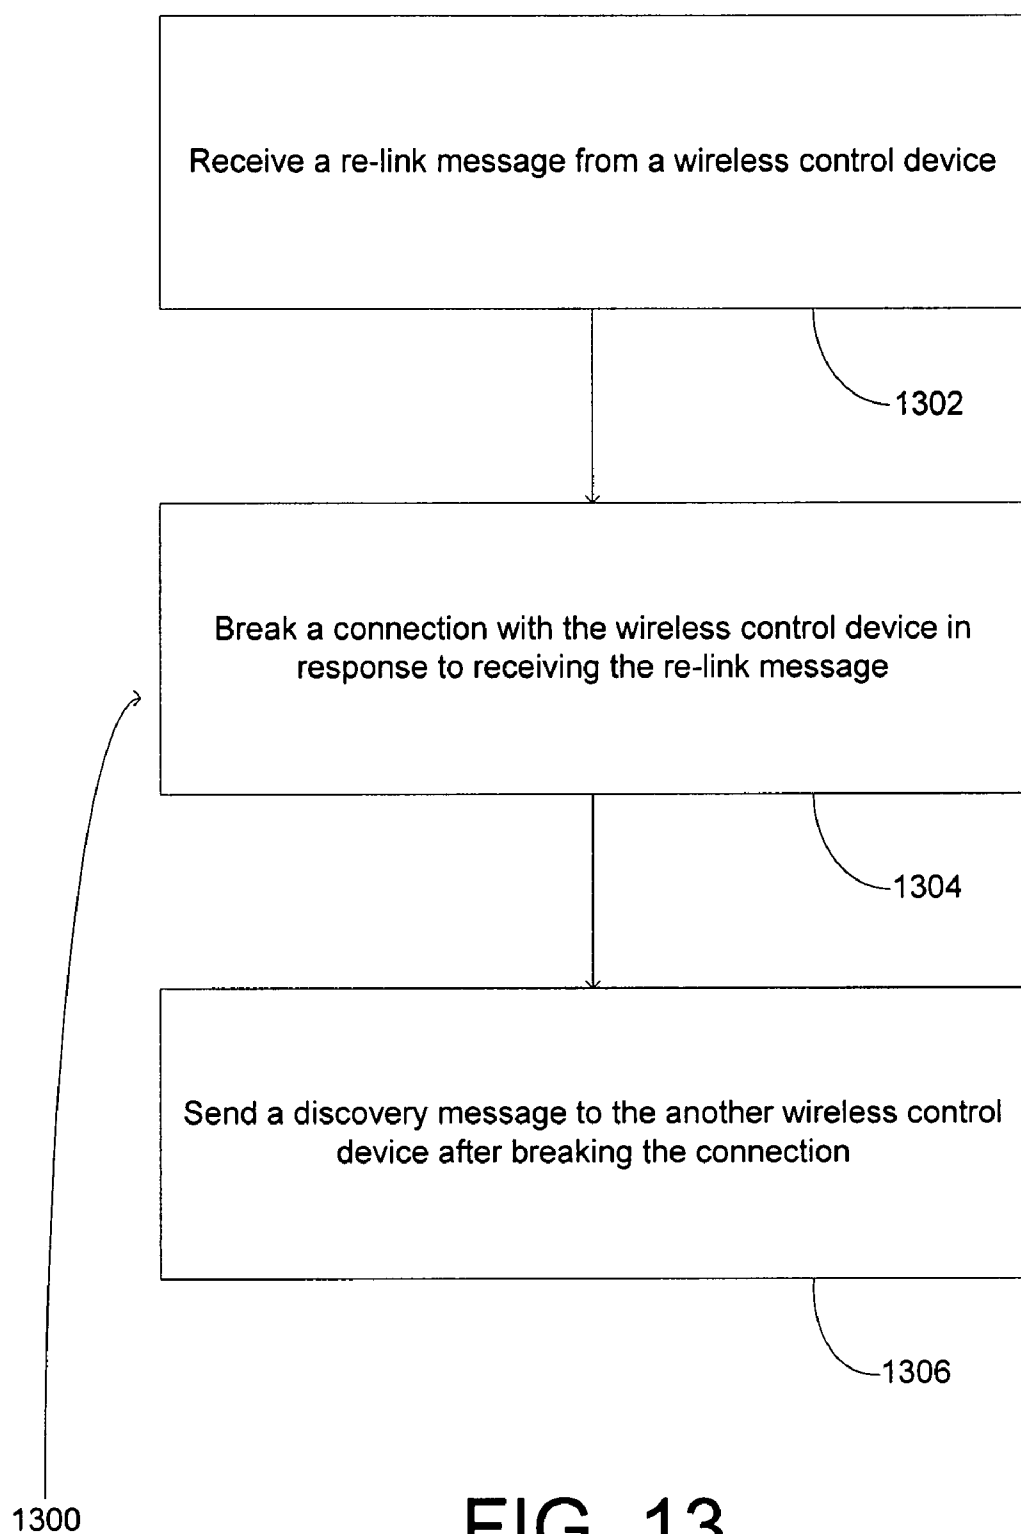 Receive a re-link message from a wireless control device
1302
Break a connection with the wireless control device in
response to receiving the re-link message
1304
Send a discovery message to the another wireless control
device after breaking the connection
1306
1300
FIG. 13